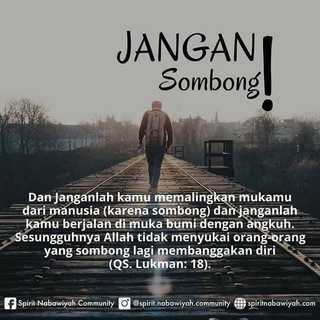 JANGAN
Sombong!
Dan Janganlah kamu memalingkan mukamu
dari manusia (karena sombong) dan janganlah
kamu berjalan di muka bumi dengan angkuh.
Sesungguhnya Allah tidak menyukai orang-orang
yang sombong lagi membanggakan diri
(QS. Lukman: 18).
Spirit Nabawiyah Community @spirit.nabawiyah.community spiritnabawiyah.com